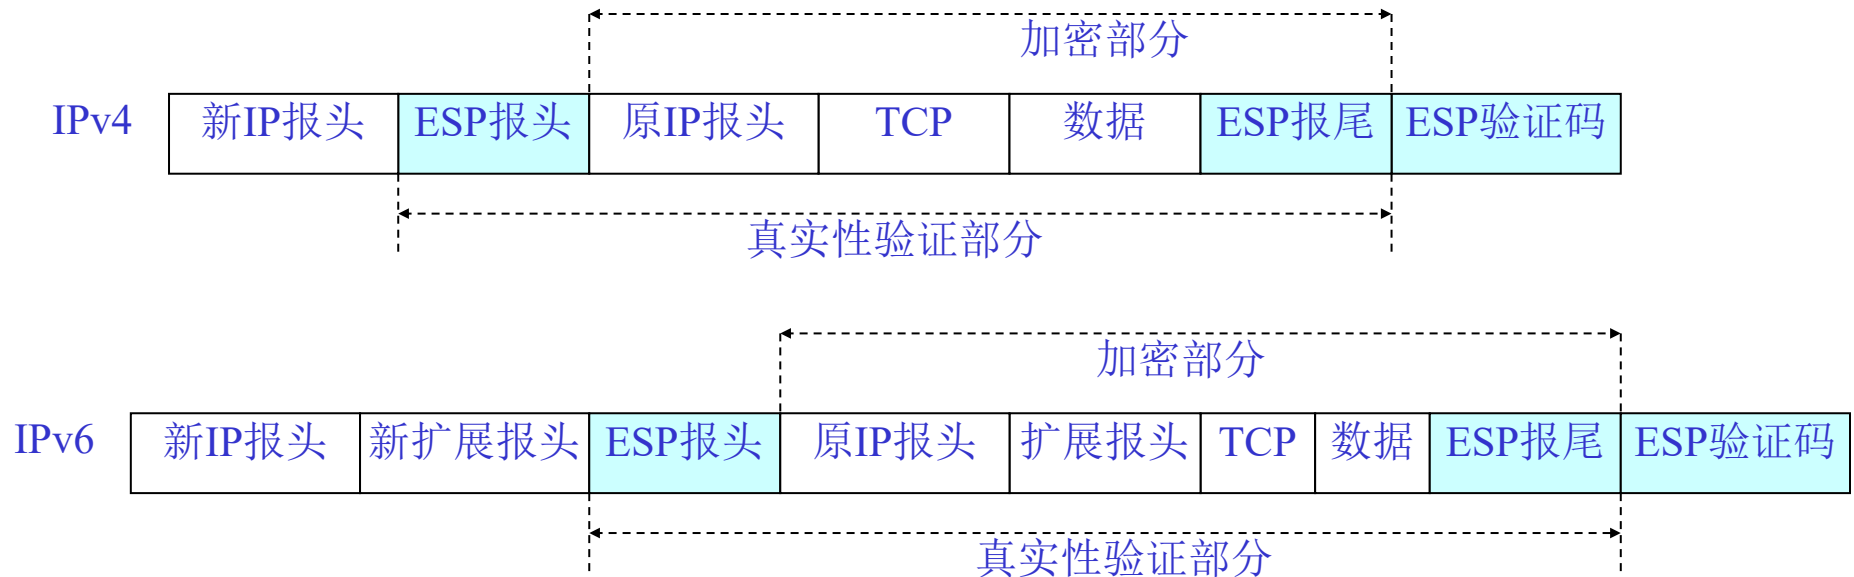 加密部分
IPv4 新IP报头 ESP报头 原IP报头 TCP 数据 ESP报尾 ESP验证码
真实性验证部分
加密部分
IPv6 新IP报头 新扩展报头 ESP报头 原IP报头 扩展报头 TCP 数据 ESP报尾 ESP验证码
真实性验证部分